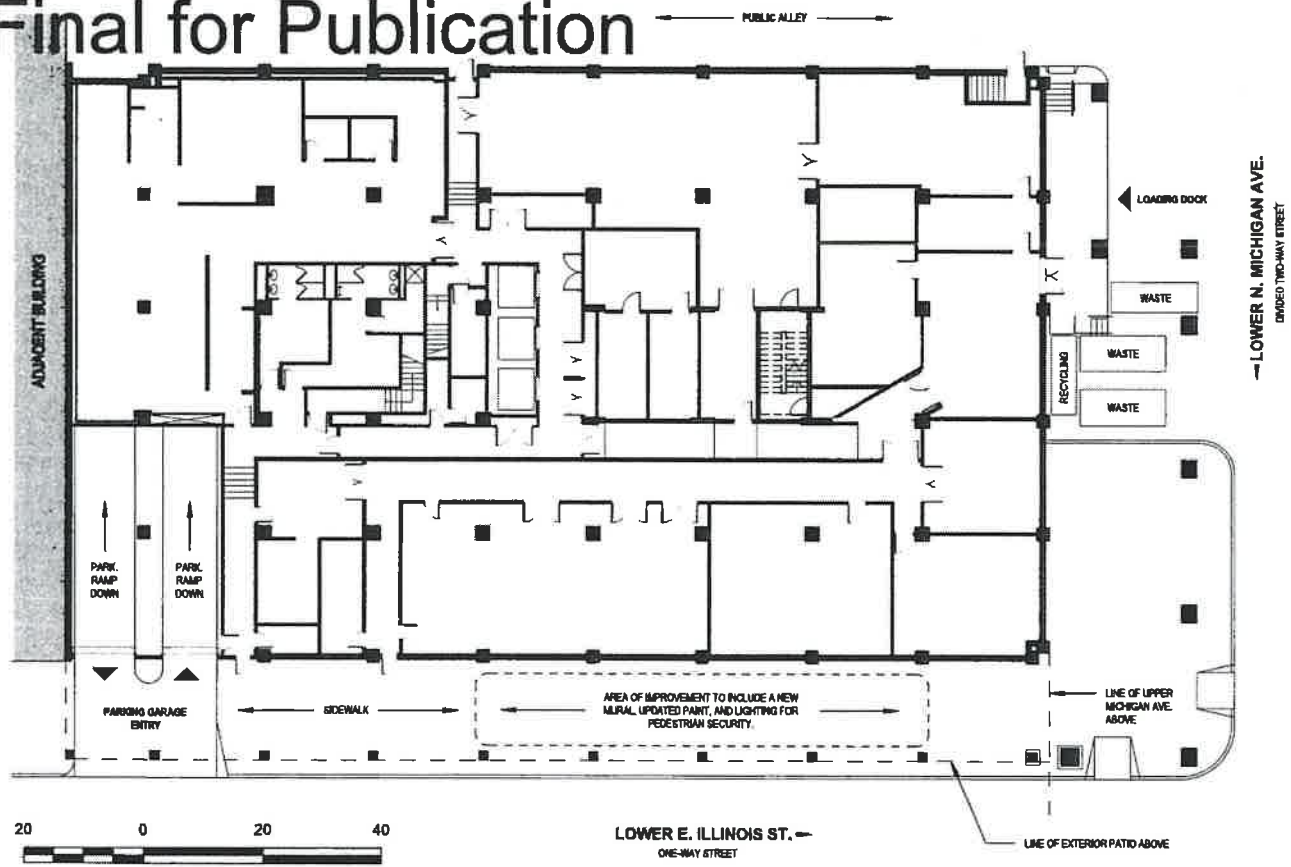 Final for Publication
PUBLIC ALLEY
ADJACENT BUILDING
LOADING DOCK
LOWER N. MICHIGAN AVE.
DIVIDED TWO-WAY STREET
WASTE
WASTE
RECYCLING
WASTE
PARK.
RAMP
DOWN
PARK.
RAMP
DOWN
PARKING GARAGE
ENTRY
SIDEWALK
AREA OF IMPROVEMENT TO INCLUDE A NEW
MURAL, UPDATED PAINT, AND LIGHTING FOR
PEDESTRIAN SECURITY.
LINE OF UPPER
MICHIGAN AVE.
ABOVE
20 0 20 40
LOWER E. ILLINOIS ST.
ONE-WAY STREET
LINE OF EXTERIOR PATIO ABOVE